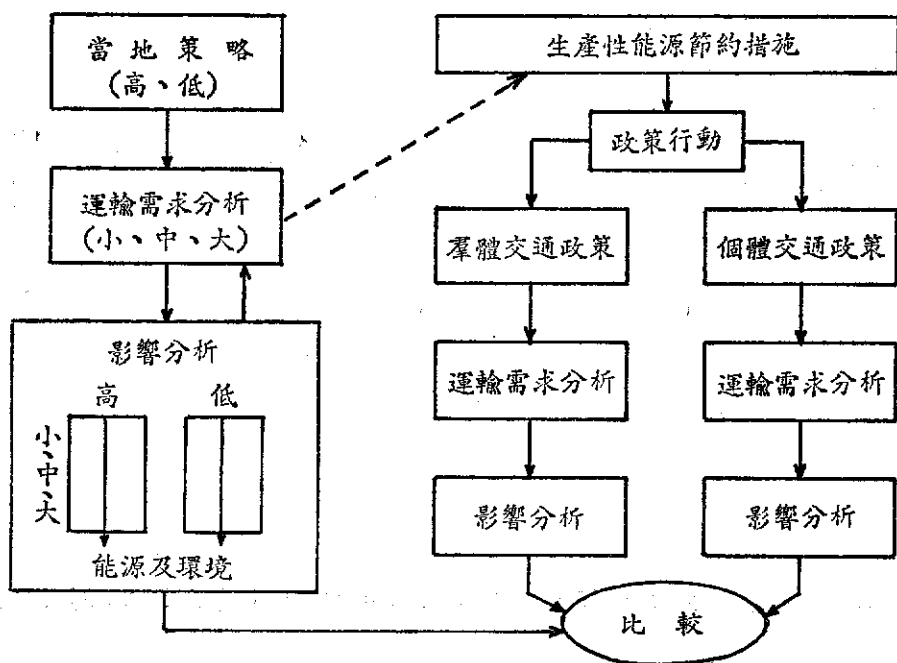 當地策略
(高、低)
運輸需求分析
(小、中、大)
影響分析
高
低
小、中、大
能源及環境
生產性能源節約措施
政策行動
羣體交通政策
個體交通政策
運輸需求分析
運輸需求分析
影響分析
影響分析
比較